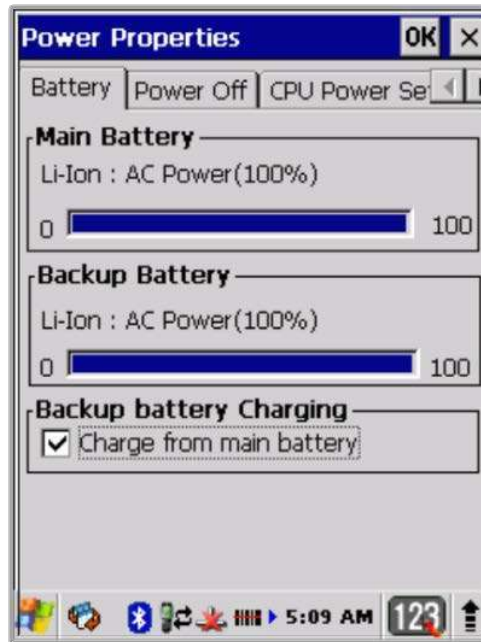 Power Properties OK ×
Battery Power Off CPU Power Se
Main Battery
Li-Ion : AC Power(100%)
0 100
Backup Battery
Li-Ion : AC Power(100%)
0 100
Backup battery Charging
Charge from main battery
5:09 AM 123